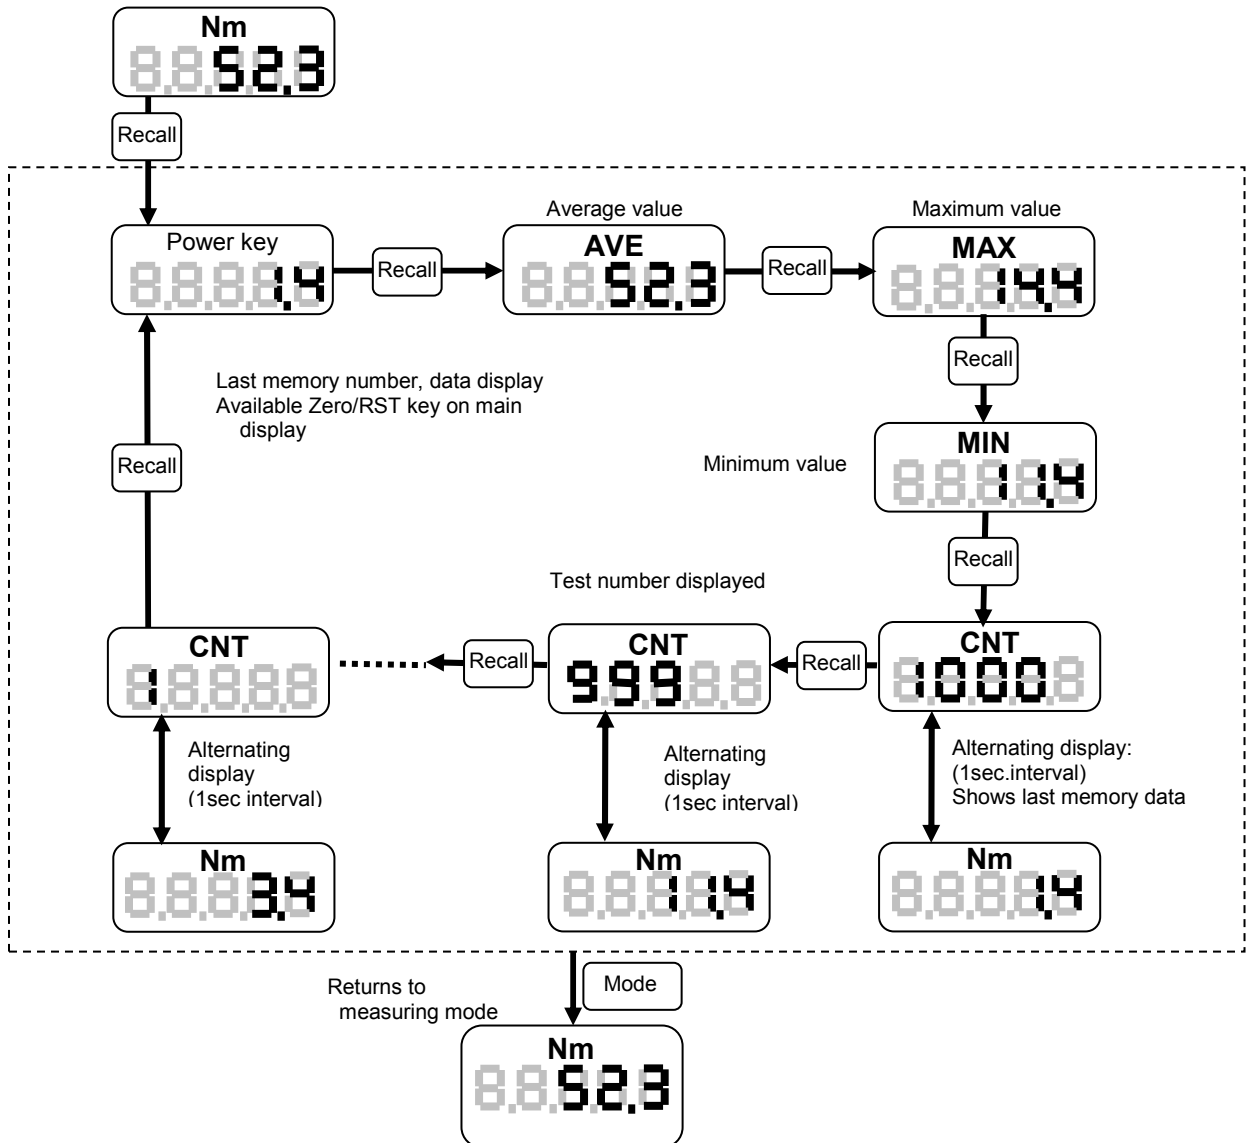 Nm
52.3
Recall
Average value
Maximum value
Power key
1.4
Recall
AVE
52.3
Recall
MAX
14.4
Recall
Last memory number, data display
Available Zero/RST key on main
display
Recall
Minimum value
MIN
11.4
Recall
Test number displayed
CNT
1
Recall
CNT
999
Recall
CNT
1000
Alternating
display
(1sec interval)
Alternating
display
(1sec interval)
Alternating display:
(1sec.interval)
Shows last memory data
Nm
3.4
Nm
11.4
Nm
1.4
Returns to
measuring mode
Mode
Nm
52.3